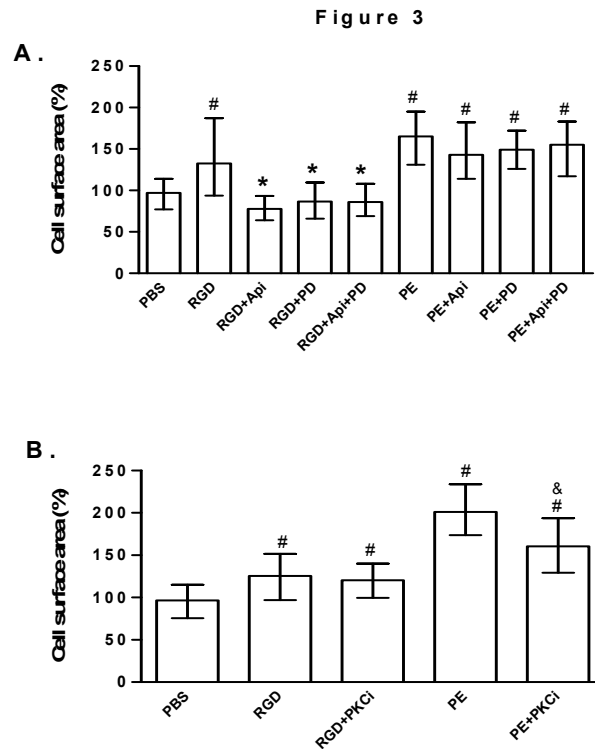 Figure 3
A.
Cell surface area (%)
250
200
150
100
50
0
#
*
*
*
#
#
#
#
PBS
RGD
RGD+Api
RGD+PD
RGD+Api+PD
PE
PE+Api
PE+PD
PE+Api+PD
B.
Cell surface area (%)
250
200
150
100
50
0
#
#
#
&
#
PBS
RGD
RGD+PKCi
PE
PE+PKCi